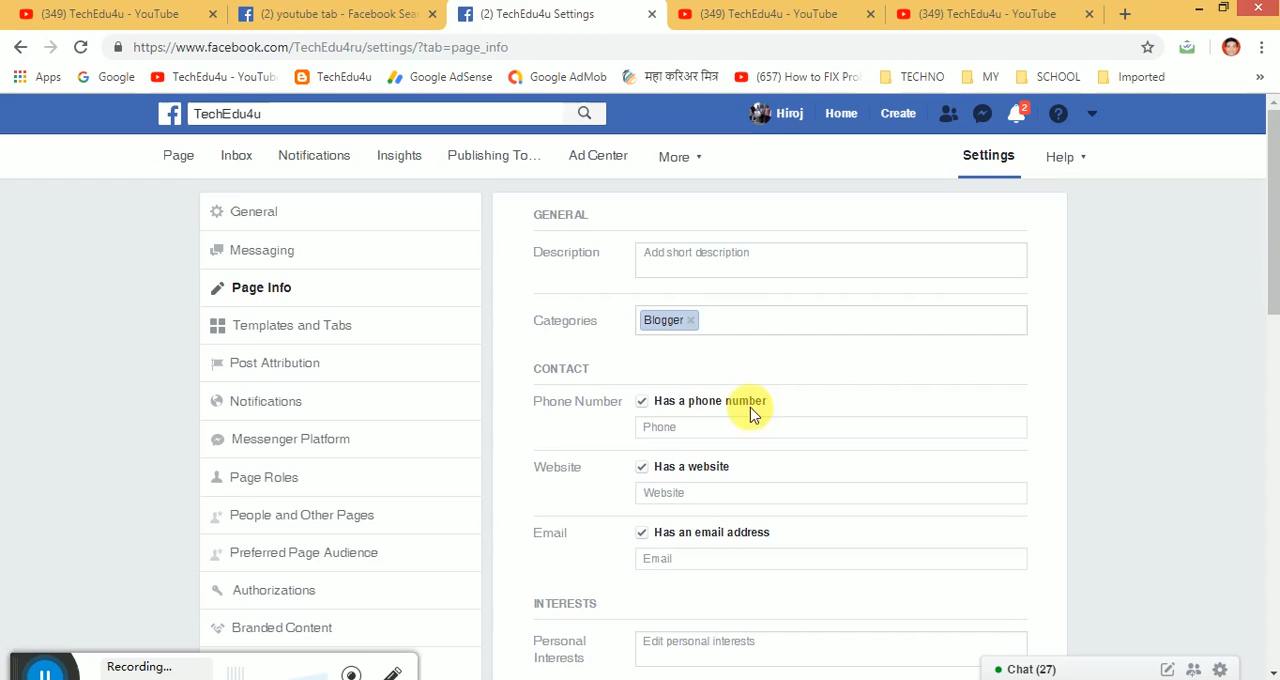 (349) TechEdu4u - YouTube
(2) youtube tab - Facebook Sea
(2) TechEdu4u Settings
(349) TechEdu4u - YouTube
(349) TechEdu4u - YouTube
https://www.facebook.com/TechEdu4ru/settings/?tab=page_info
Apps
Google
TechEdu4u - YouTub
TechEdu4u
Google AdSense
Google AdMob
महा करिअर मित्र
(657) How to FIX Pro
TECHNO
MY
SCHOOL
Imported
»
TechEdu4u
Hiroj
Home
Create
2
Page
Inbox
Notifications
Insights
Publishing To…
Ad Center
More
Settings
Help
General
Messaging
Page Info
Templates and Tabs
Post Attribution
Notifications
Messenger Platform
Page Roles
People and Other Pages
Preferred Page Audience
Authorizations
Branded Content
GENERAL
Description
Add short description
Categories
Blogger
CONTACT
Phone Number
Has a phone number
Phone
Website
Has a website
Website
Email
Has an email address
Email
INTERESTS
Personal
Interests
Edit personal interests
Recording...
Chat (27)